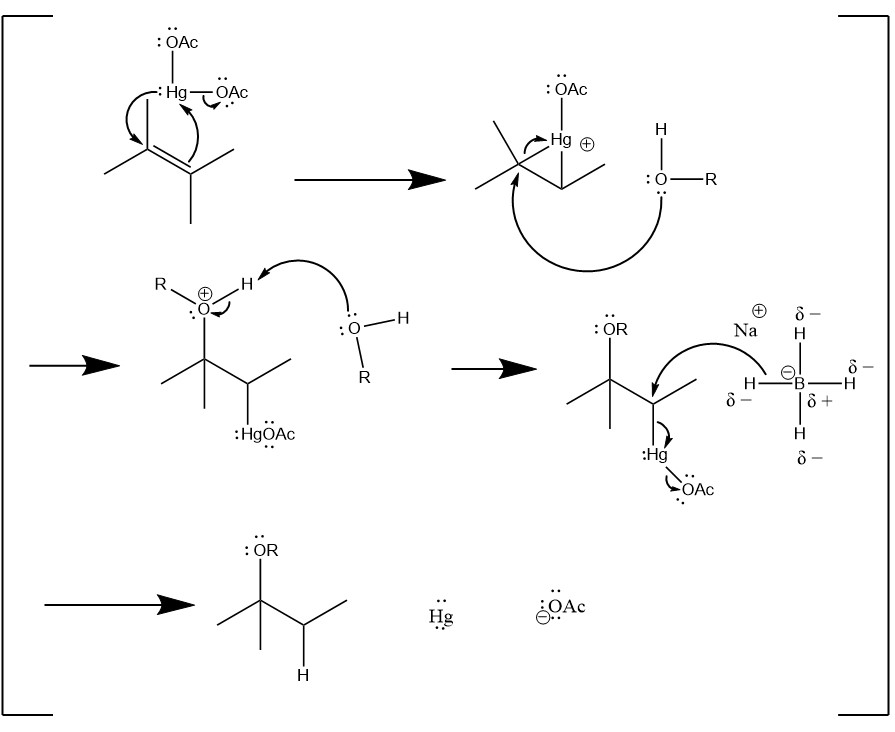 :OAc
:Hg OAc
:OAc
Hg ⊕
H
:O R
R ⊕ H
:O
:O H
R
:HgOAc
:OR
Na ⊕
δ −
H
H ⊖ B H δ −
δ − δ +
H
δ −
:Hg
OAc
:OR
H
Hg
⊖ :OAc